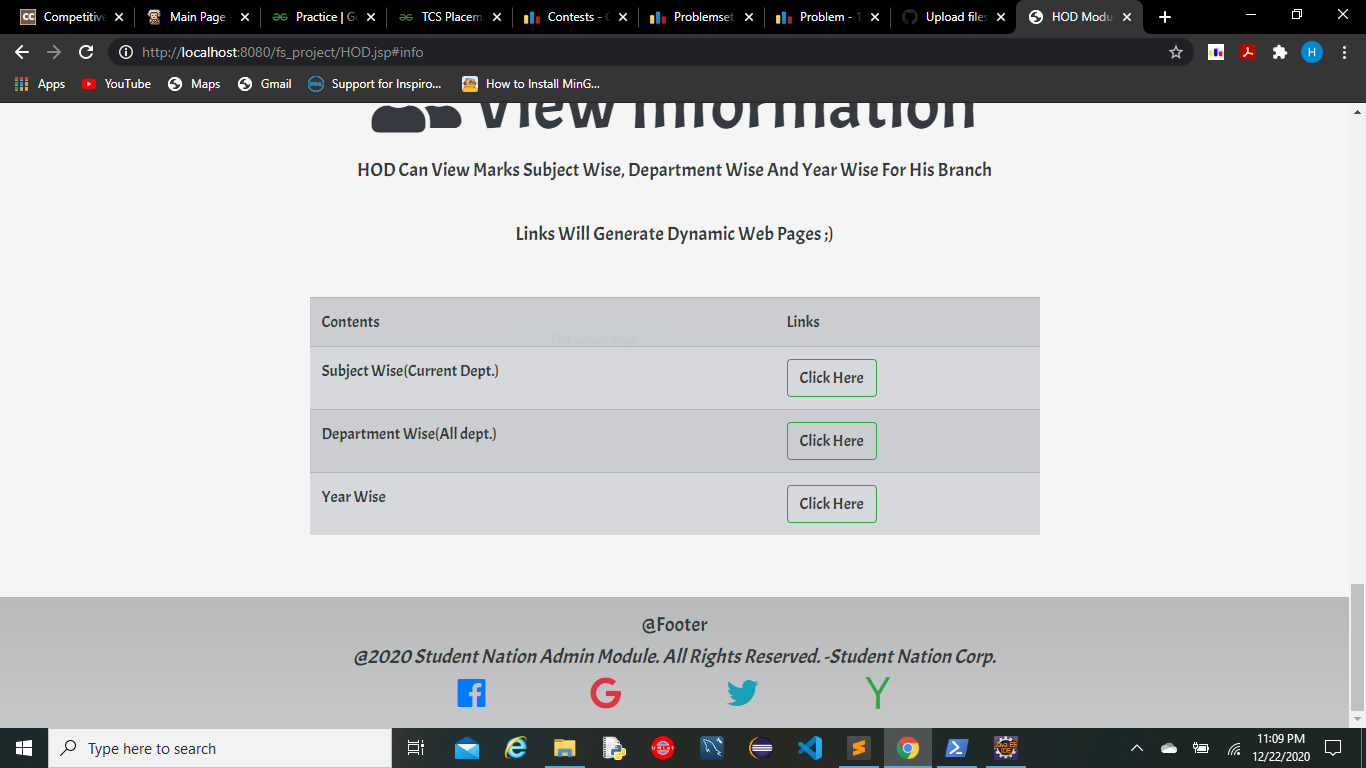 Competitive
Main Page
Practice | G
TCS Placem
Contests -
Problemset
Problem - T
Upload files
HOD Modu
http://localhost:8080/fs_project/HOD.jsp#info
H
Apps
YouTube
Maps
Gmail
Support for Inspiro...
How to Install MinG...
View Information
HOD Can View Marks Subject Wise, Department Wise And Year Wise For His Branch
Links Will Generate Dynamic Web Pages ;)
Contents Links
Full-screen Snip
Subject Wise(Current Dept.) Click Here
Department Wise(All dept.) Click Here
Year Wise Click Here
@Footer
@2020 Student Nation Admin Module. All Rights Reserved. -Student Nation Corp.
Type here to search
11:09 PM
12/22/2020